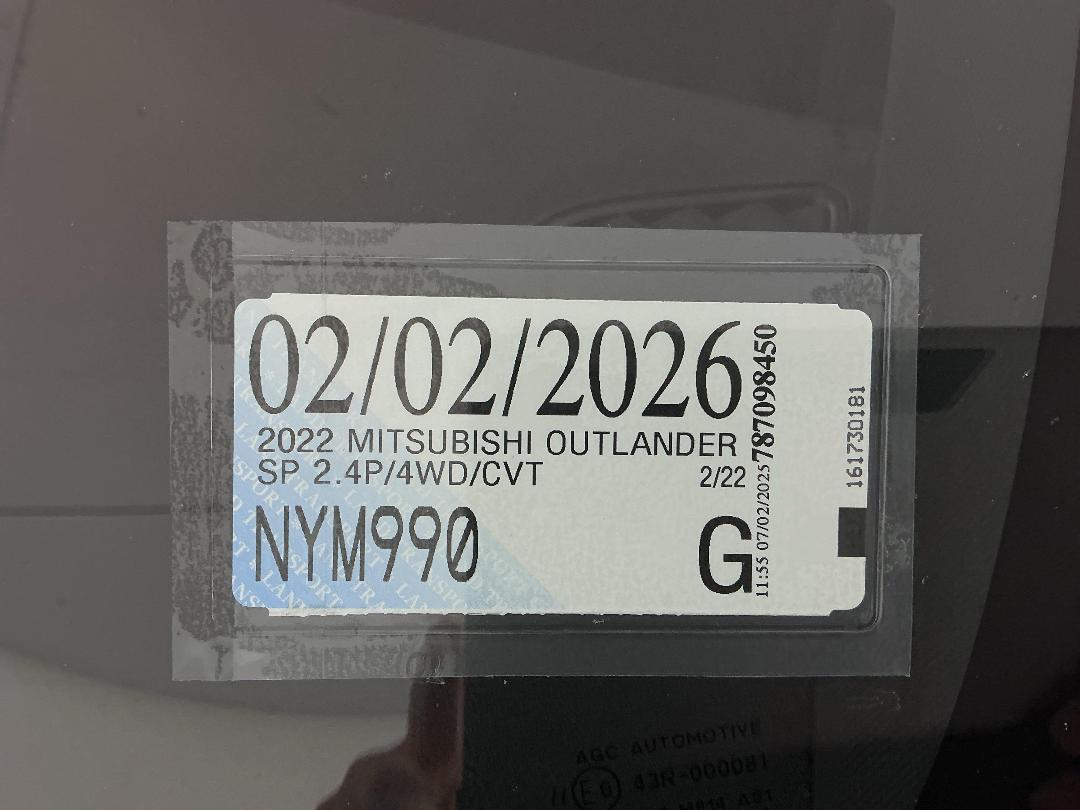 02/02/2026
2022 MITSUBISHI OUTLANDER
SP 2.4P/4WD/CVT 2/22
NYM990 G
11:55 07/02/2025 787098450
161730181
AGC AUTOMOTIVE
43R-000081